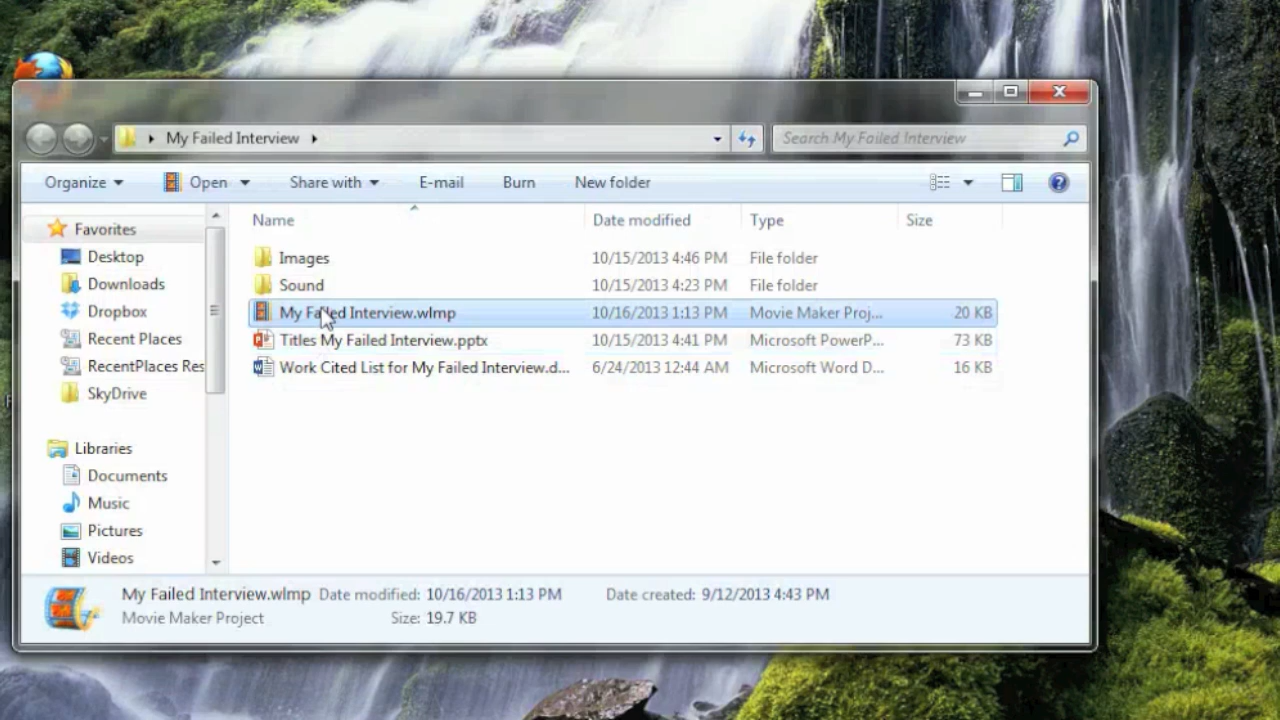 My Failed Interview
Search My Failed Interview
Organize Open Share with E-mail Burn New folder
Name Date modified Type Size
Favorites
Desktop
Downloads
Dropbox
Recent Places
RecentPlaces Res
SkyDrive
Libraries
Documents
Music
Pictures
Videos
Images 10/15/2013 4:46 PM File folder
Sound 10/15/2013 4:23 PM File folder
My Failed Interview.wlmp 10/16/2013 1:13 PM Movie Maker Proj... 20 KB
Titles My Failed Interview.pptx 10/15/2013 4:41 PM Microsoft PowerP... 73 KB
Work Cited List for My Failed Interview.d... 6/24/2013 12:44 AM Microsoft Word D... 16 KB
My Failed Interview.wlmp Date modified: 10/16/2013 1:13 PM Date created: 9/12/2013 4:43 PM
Movie Maker Project Size: 19.7 KB